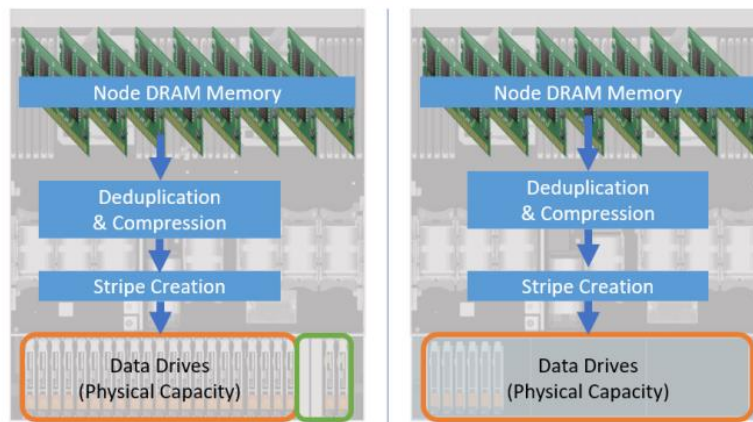 Node DRAM Memory
Deduplication
& Compression
Stripe Creation
Data Drives
(Physical Capacity)
Node DRAM Memory
Deduplication
& Compression
Stripe Creation
Data Drives
(Physical Capacity)